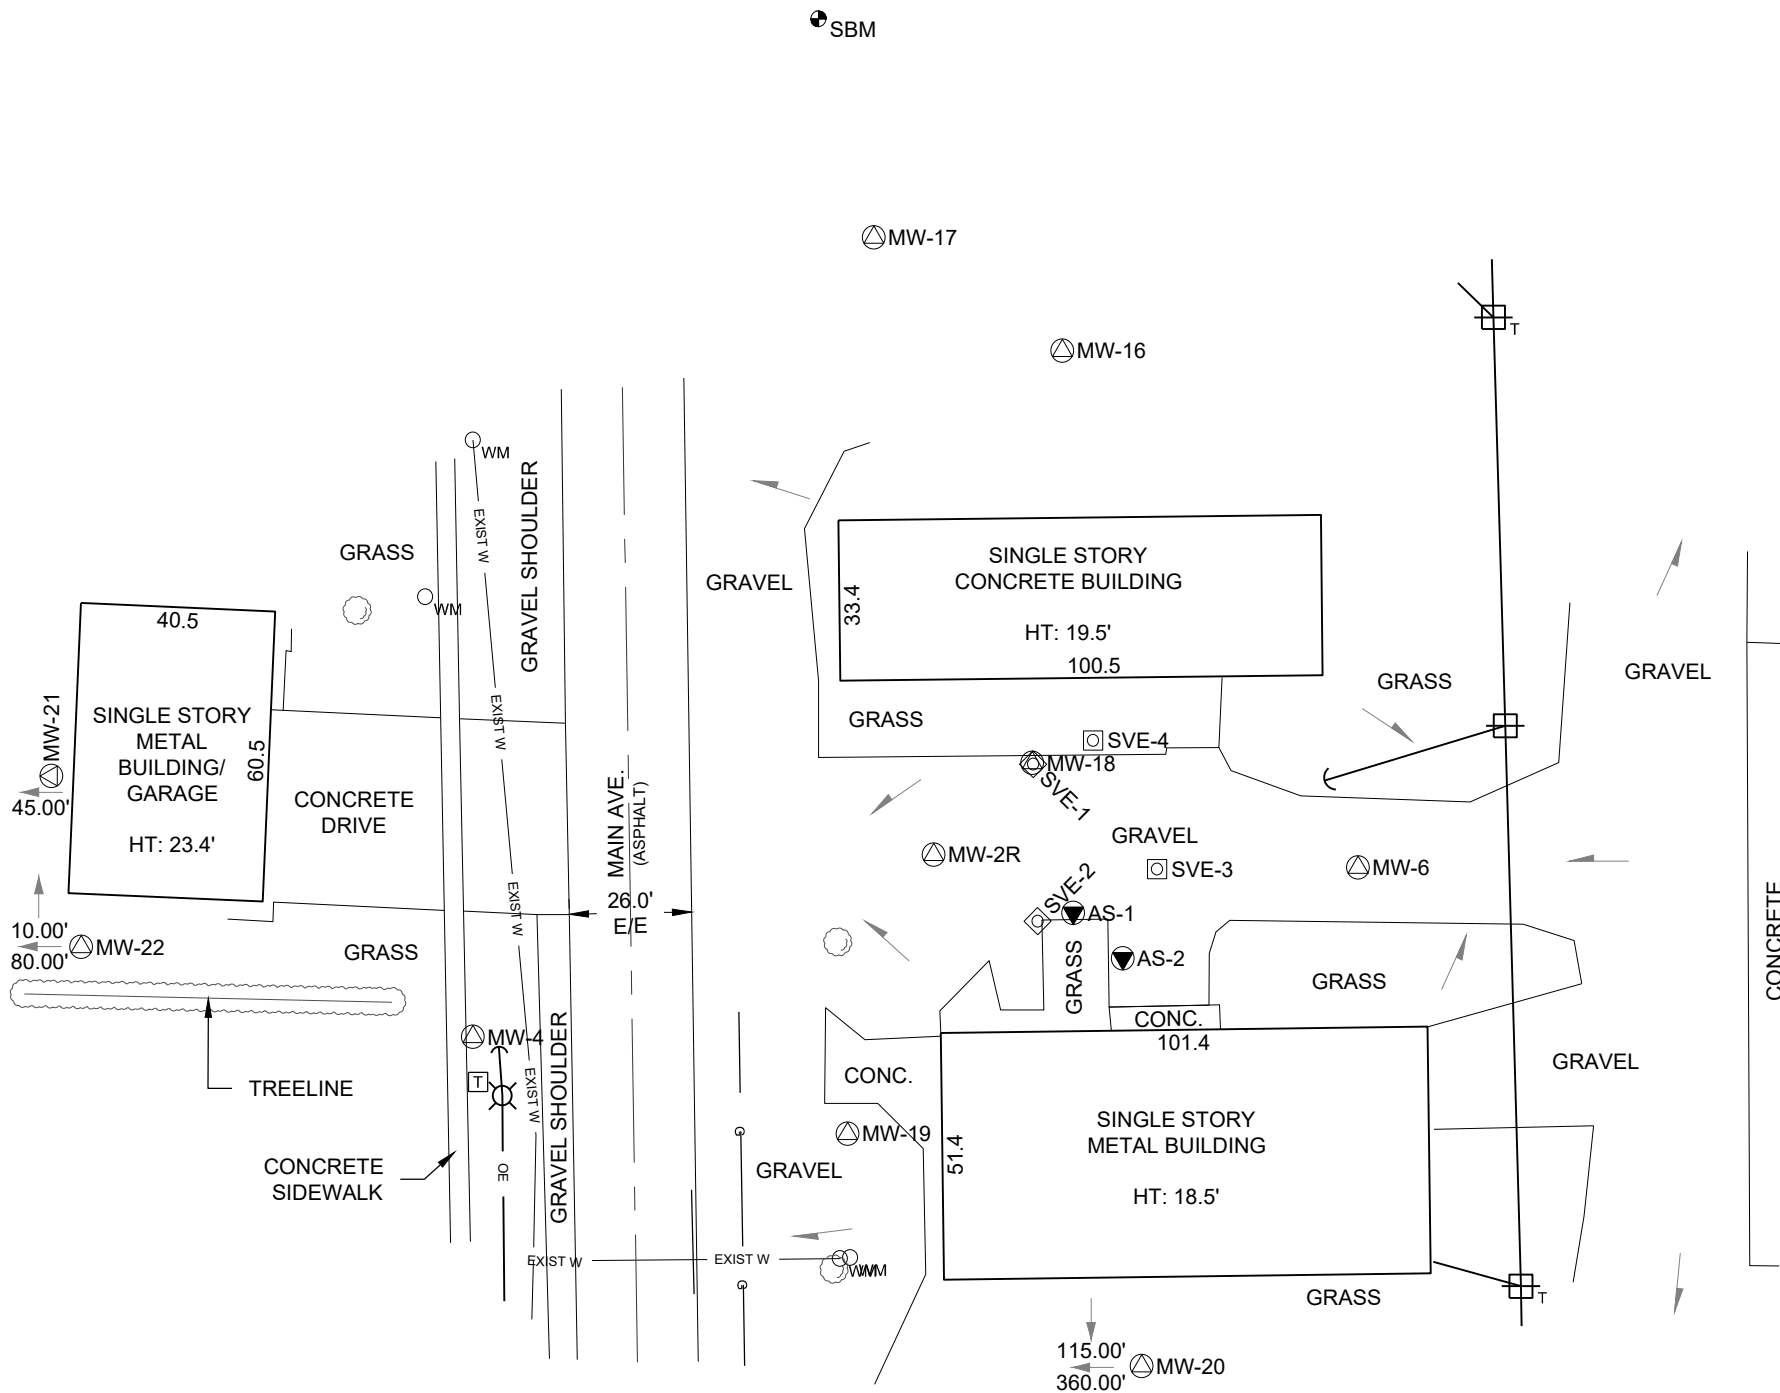 SBM
MW-17
T
MW-16
WM
EXIST W
GRAVEL SHOULDER
GRASS
WM
GRAVEL
SINGLE STORY
CONCRETE BUILDING
HT: 19.5'
33.4
100.5
40.5
SINGLE STORY
METAL
BUILDING/
GARAGE
HT: 23.4'
60.5
MW-21
45.00'
EXIST W
GRASS
GRASS
GRAVEL
SVE-4
MW-18
SVE-1
CONCRETE
DRIVE
MAIN AVE.
(ASPHALT)
26.0'
E/E
GRAVEL
MW-2R
SVE-3
MW-6
SVE-2
AS-1
EXIST W
CONCRETE
10.00'
80.00'
MW-22
GRASS
AS-2
GRASS
GRASS
CONC.
101.4
MW-4
T
EXIST W
GRAVEL SHOULDER
TREELINE
CONC.
GRAVEL
SINGLE STORY
METAL BUILDING
HT: 18.5'
51.4
MW-19
GRAVEL
CONCRETE
SIDEWALK
OE
EXIST W
EXIST W
WM
WM
GRASS
T
115.00'
360.00'
MW-20